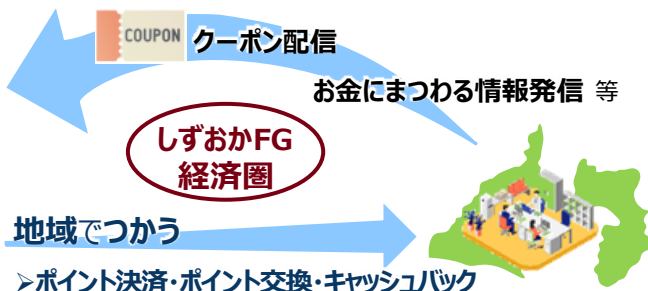 COUPON クーポン配信
お金にまつわる情報発信 等
しずおかFG
経済圏
地域でつかう
➢ポイント決済・ポイント交換・キャッシュバック